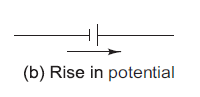 (b) Rise in potential